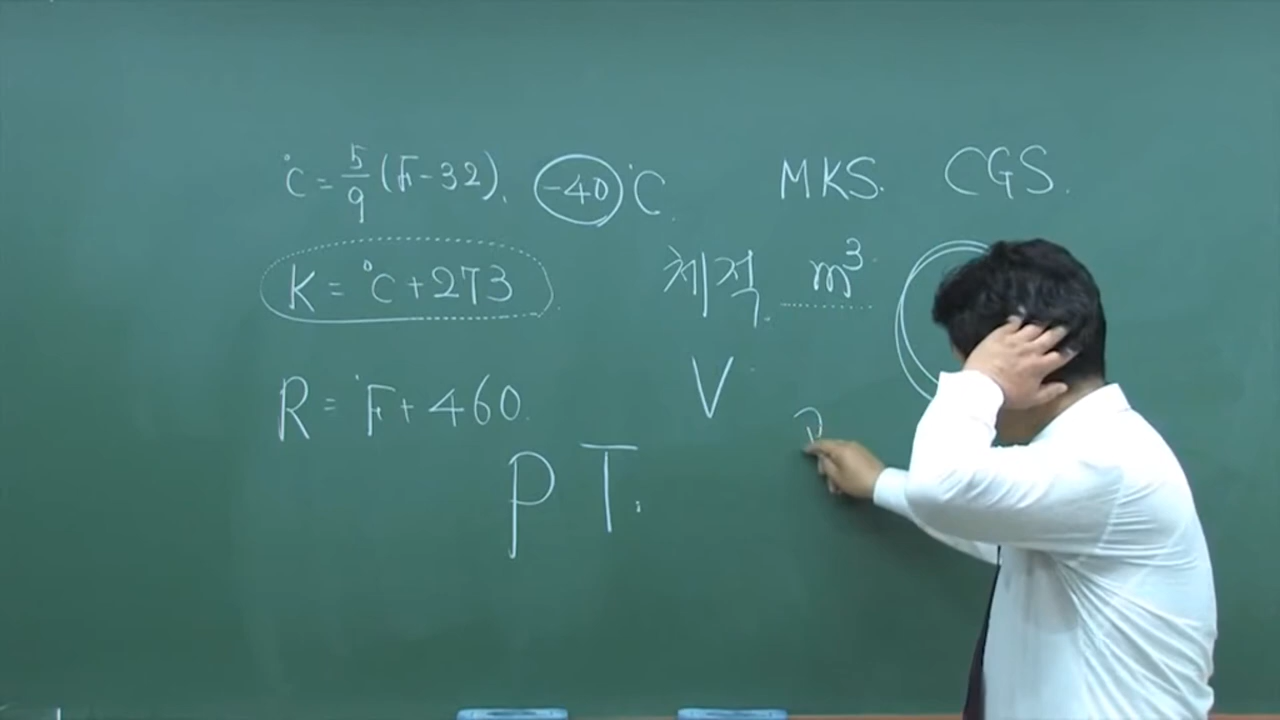 °C = 5/9 (°F - 32). -40 °C.
MKS. CGS.
K = °C + 273
체적. m³
R = °F + 460.
V
P T.